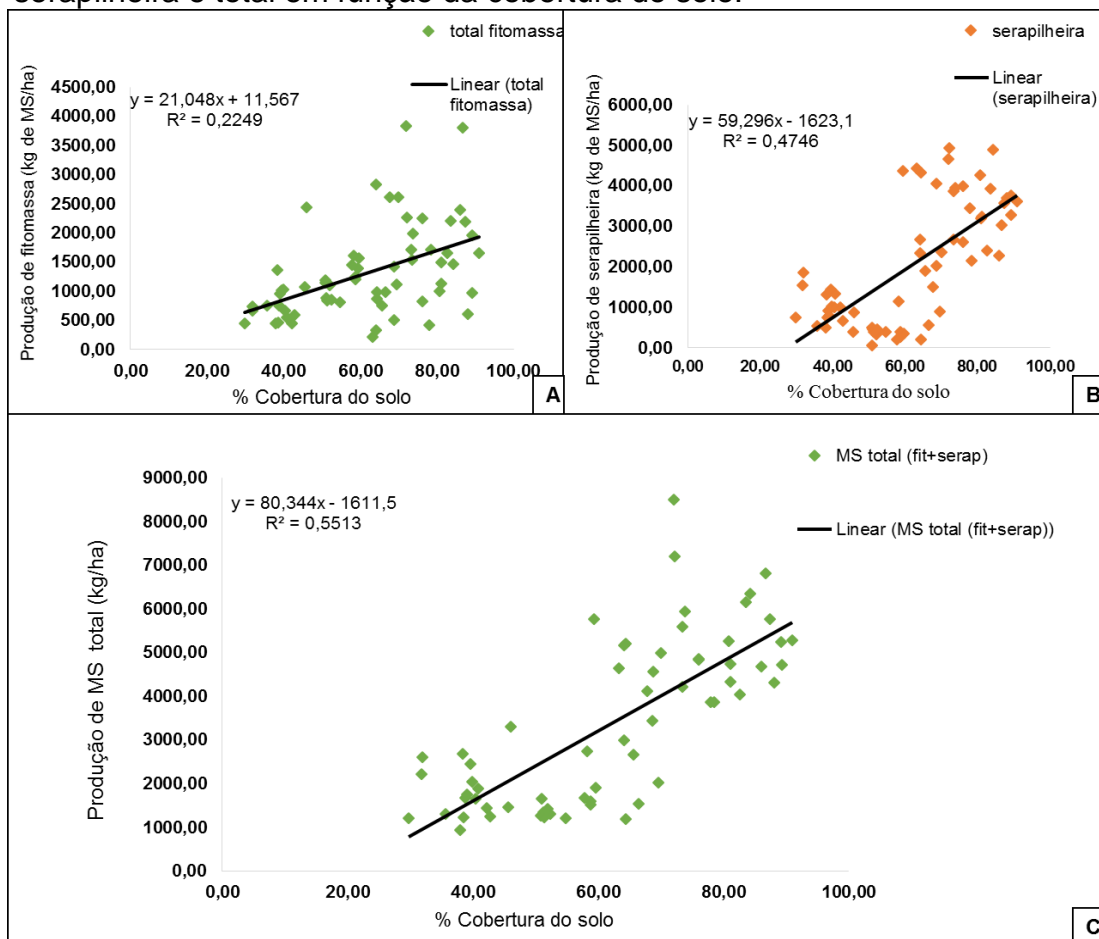 serapilheira e total em função da cobertura do solo.
total fitomassa
Linear (total
fitomassa)
y = 21,048x + 11,567
R² = 0,2249
Produção de fitomassa (kg de MS/ha)
4500,00
4000,00
3500,00
3000,00
2500,00
2000,00
1500,00
1000,00
500,00
0,00
0,00 20,00 40,00 60,00 80,00 100,00
% Cobertura do solo
A
serapilheira
Linear
(serapilheira)
y = 59,296x - 1623,1
R² = 0,4746
Produção de serapilheira (kg de MS/ha)
6000,00
5000,00
4000,00
3000,00
2000,00
1000,00
0,00
0,00 20,00 40,00 60,00 80,00 100,00
% Cobertura do solo
B
MS total (fit+serap)
Linear (MS total (fit+serap))
y = 80,344x - 1611,5
R² = 0,5513
Produção de MS total (kg/ha)
9000,00
8000,00
7000,00
6000,00
5000,00
4000,00
3000,00
2000,00
1000,00
0,00
0,00 20,00 40,00 60,00 80,00 100,00
% Cobertura do solo
C